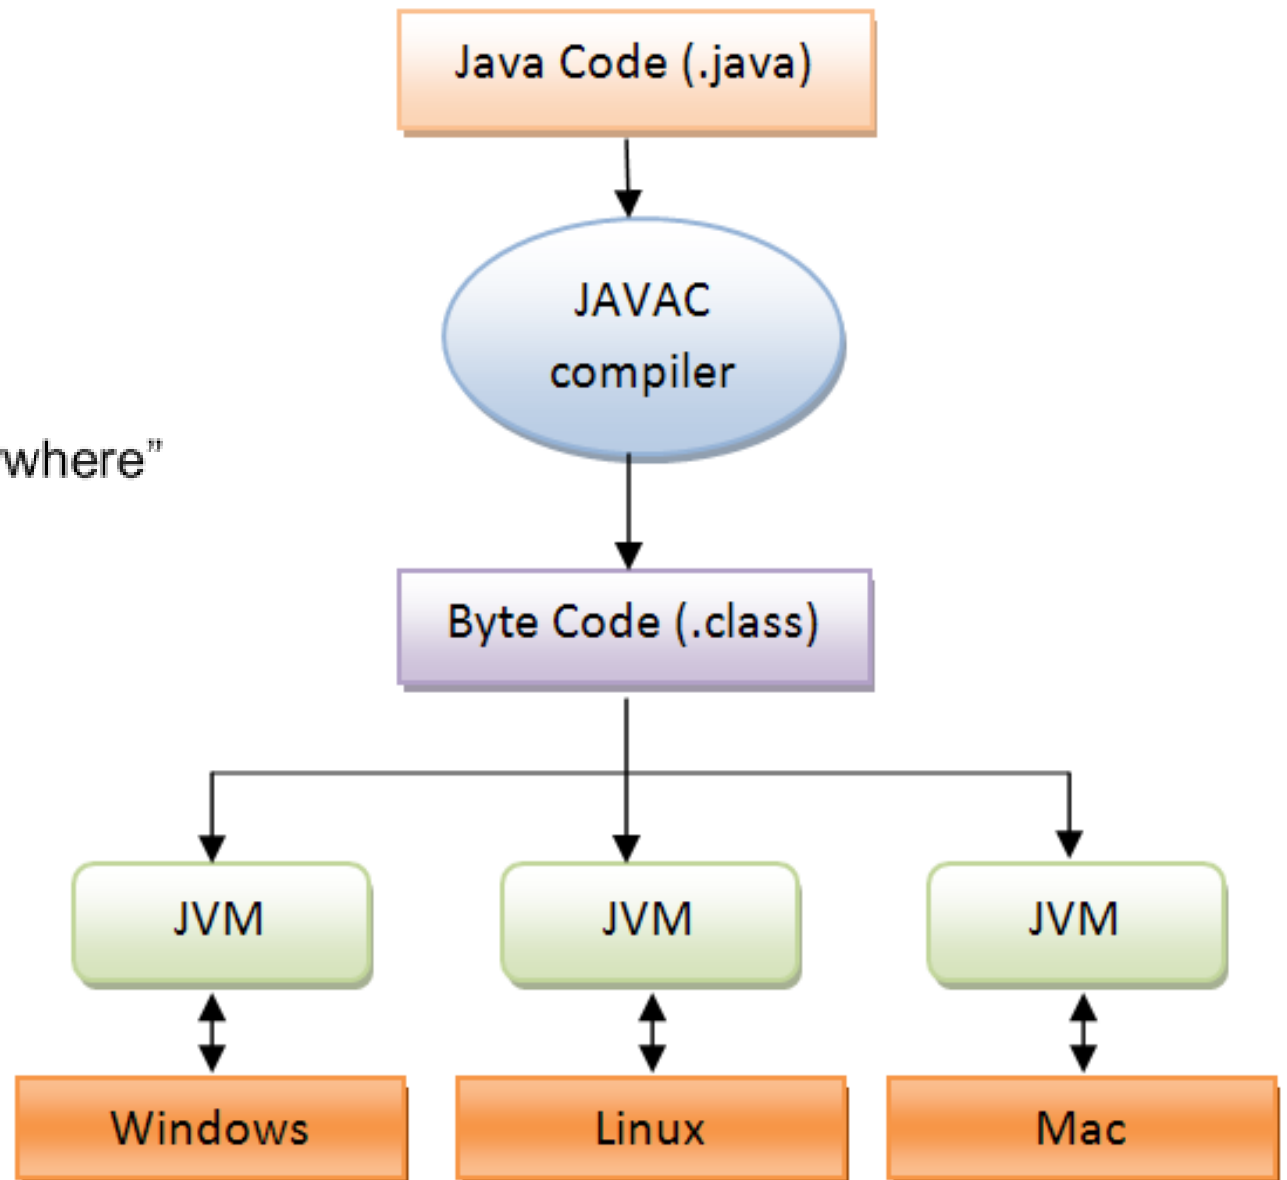 Java Code (.java)
JAVAC
compiler
where”
Byte Code (.class)
JVM
JVM
JVM
Windows
Linux
Mac